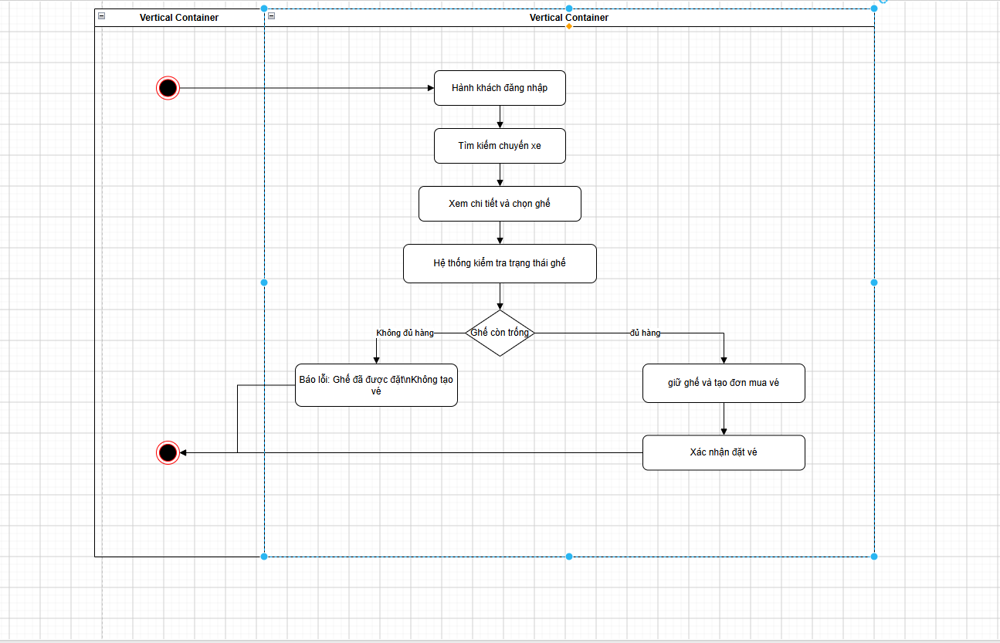 Vertical Container
Vertical Container
Hành khách đăng nhập
Tìm kiếm chuyến xe
Xem chi tiết và chọn ghế
Hệ thống kiểm tra trạng thái ghế
Ghế còn trống
Không đủ hàng
đủ hàng
Báo lỗi: Ghế đã được đặt\nKhông tạo
vé
giữ ghế và tạo đơn mua vé
Xác nhận đặt vé